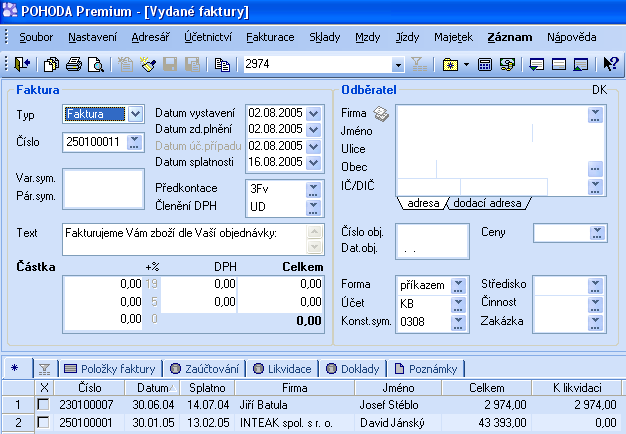 POHODA Premium - [Vydané faktury]
Soubor Nastavení Adresář Účetnictví Fakturace Sklady Mzdy Jízdy Majetek Záznam Nápověda
2974
Faktura
Typ Faktura
Číslo 250100011
Var.sym.
Pár.sym.
Datum vystavení 02.08.2005
Datum zd.plnění 02.08.2005
Datum úč.případu 02.08.2005
Datum splatnosti 16.08.2005
Předkontace 3Fv
Členění DPH UD
Text Fakturujeme Vám zboží dle Vaší objednávky:
Částka +% DPH Celkem
0,00 19 0,00 0,00
0,00 5 0,00 0,00
0,00 0 0,00
Odběratel DK
Firma
Jméno
Ulice
Obec
IČ/DIČ
adresa dodací adresa
Číslo obj. Ceny
Dat.obj. . .
Forma příkazem Středisko
Účet KB Činnost
Konst.sym. 0308 Zakázka
* Položky faktury Zaúčtování Likvidace Doklady Poznámky
X Číslo Datum Splatno Firma Jméno Celkem K likvidaci
1 230100007 30.06.04 14.07.04 Jiří Batula Josef Stéblo 2 974,00 2 974,00
2 250100001 30.01.05 13.02.05 INTEAK spol. s r. o. David Jánský 43 393,00 0,00